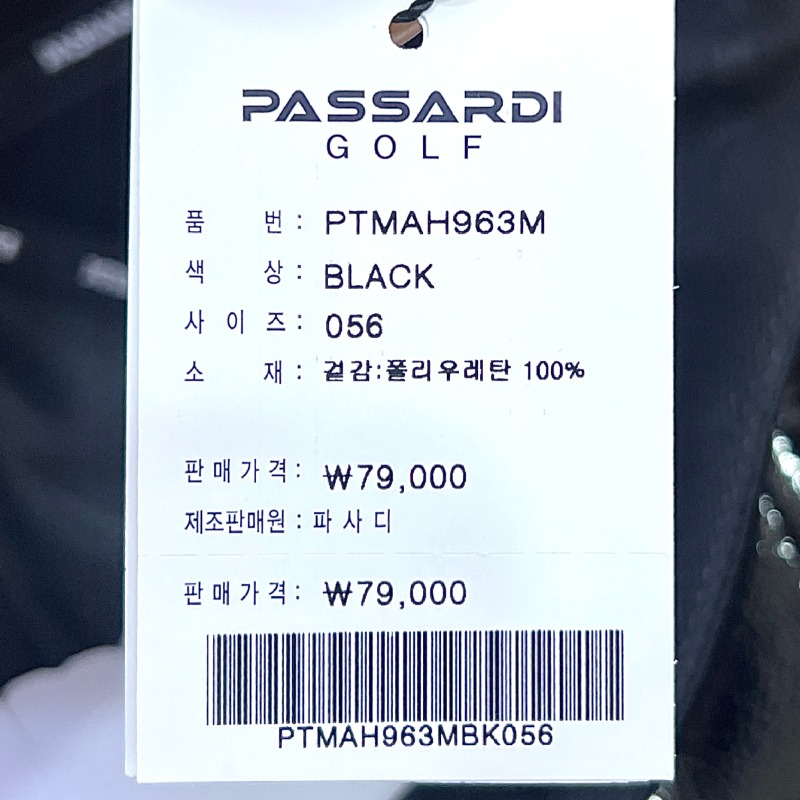 PASSARDI
GOLF
품 번 : PTMAH963M
색 상 : BLACK
사 이 즈 : 056
소 재 : 겉감:폴리우레탄 100%
판 매 가 격 : ₩79,000
제조판매원 : 파 사 디
판 매 가 격 : ₩79,000
PTMAH963MBK056